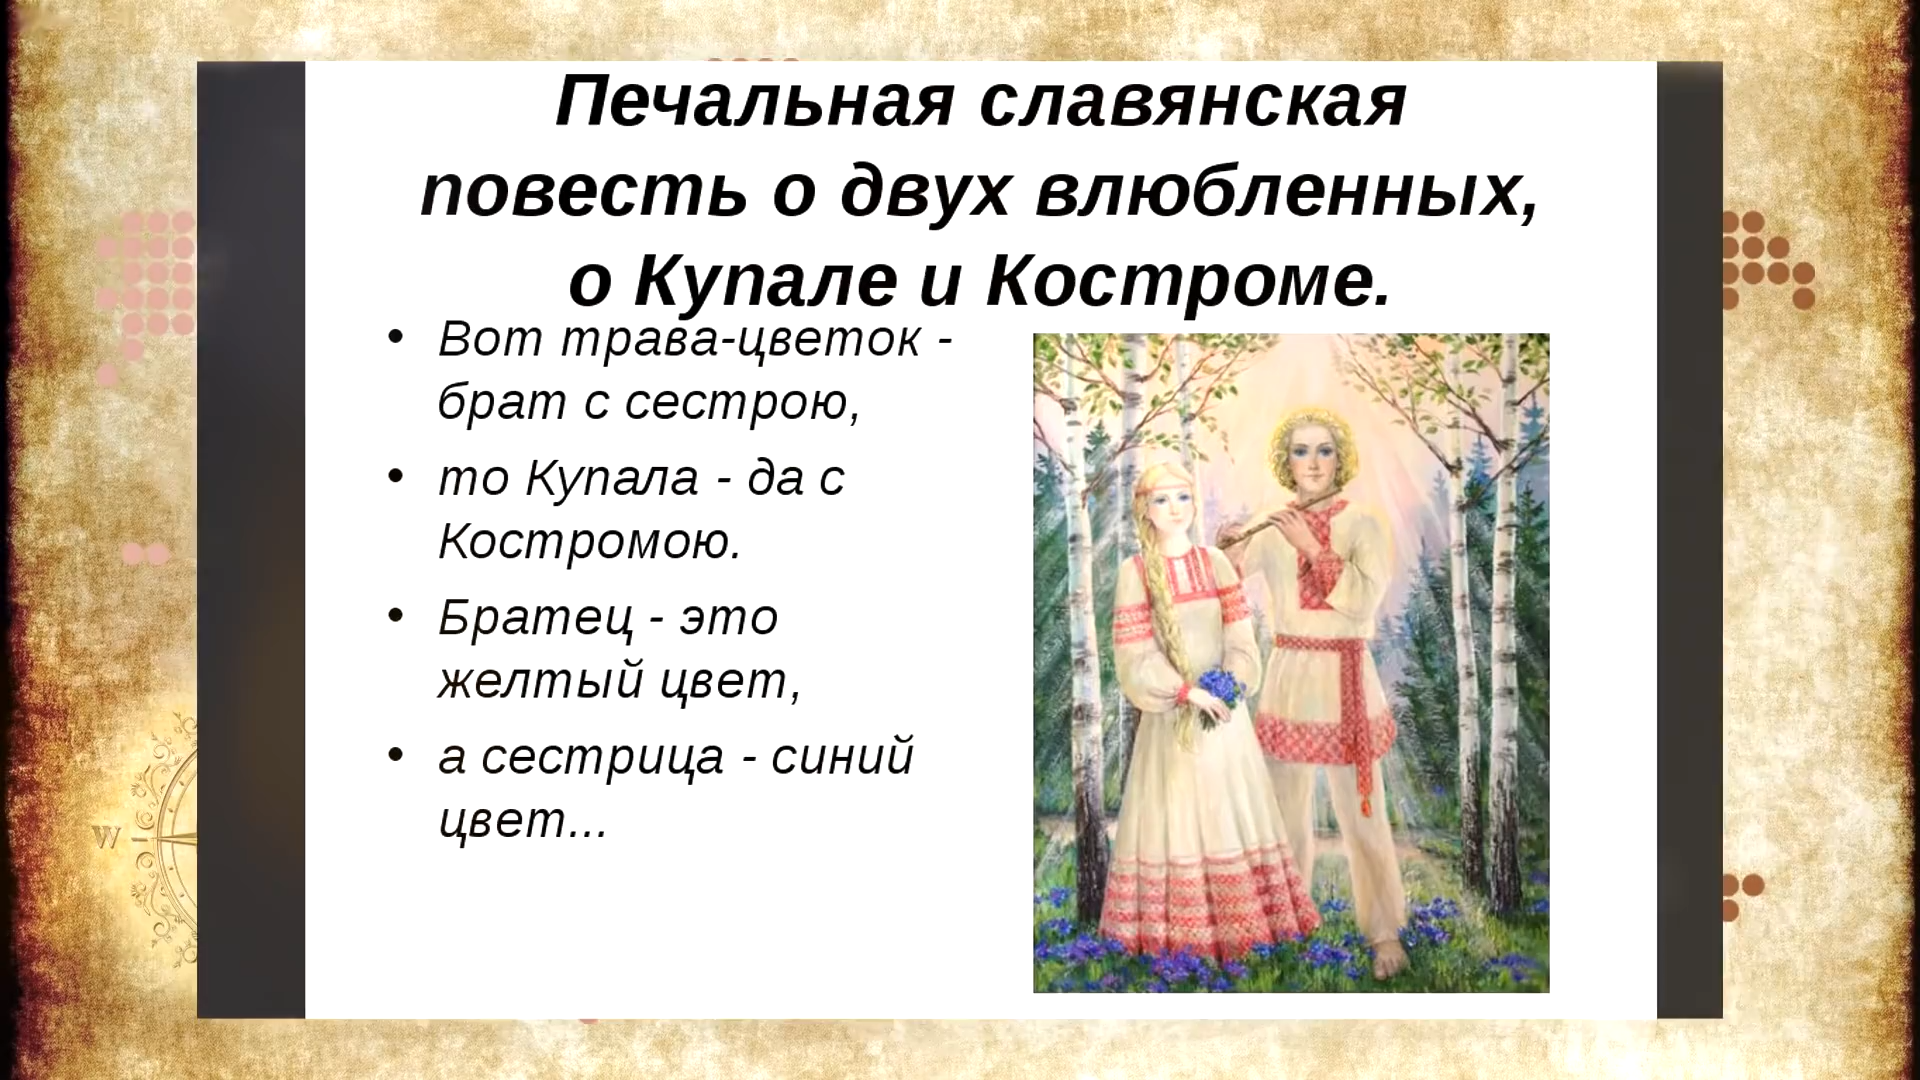 Печальная славянская
повесть о двух влюбленных,
о Купале и Костроме.
• Вот трава-цветок -
брат с сестрою,
• то Купала - да с
Костромою.
• Братец - это
желтый цвет,
• а сестрица - синий
цвет...
W